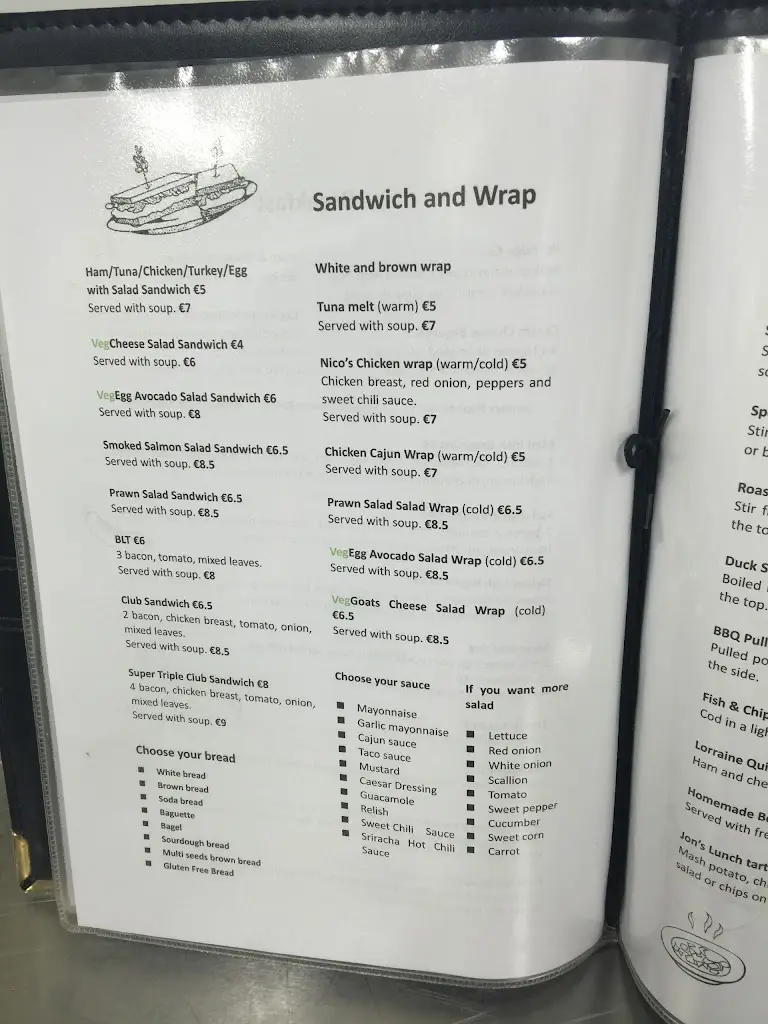 Sandwich and Wrap
Ham/Tuna/Chicken/Turkey/Egg
with Salad Sandwich €5
Served with soup. €7
VegCheese Salad Sandwich €4
Served with soup. €6
VegEgg Avocado Salad Sandwich €6
Served with soup. €8
Smoked Salmon Salad Sandwich €6.5
Served with soup. €8.5
Prawn Salad Sandwich €6.5
Served with soup. €8.5
BLT €6
3 bacon, tomato, mixed leaves.
Served with soup. €8
Club Sandwich €6.5
2 bacon, chicken breast, tomato, onion,
mixed leaves.
Served with soup. €8.5
Super Triple Club Sandwich €8
4 bacon, chicken breast, tomato, onion,
mixed leaves.
Served with soup. €9
Choose your bread
White bread
Brown bread
Soda bread
Baguette
Bagel
Sourdough bread
Multi seeds brown bread
Gluten Free Bread
White and brown wrap
Tuna melt (warm) €5
Served with soup. €7
Nico's Chicken wrap (warm/cold) €5
Chicken breast, red onion, peppers and
sweet chili sauce.
Served with soup. €7
Chicken Cajun Wrap (warm/cold) €5
Served with soup. €7
Prawn Salad Salad Wrap (cold) €6.5
Served with soup. €8.5
VegEgg Avocado Salad Wrap (cold) €6.5
Served with soup. €8.5
VegGoats Cheese Salad Wrap (cold)
€6.5
Served with soup. €8.5
Choose your sauce
Mayonnaise
Garlic mayonnaise
Cajun sauce
Taco sauce
Mustard
Caesar Dressing
Guacamole
Relish
Sweet Chili Sauce
Sriracha Hot Chili
Sauce
If you want more
salad
Lettuce
Red onion
White onion
Scallion
Tomato
Sweet pepper
Cucumber
Sweet corn
Carrot
Sp
Stir
or b
Roas
Stir f
the to
Duck S
Boiled
the top.
BBQ Pull
Pulled po
the side.
Fish & Chip
Cod in a ligh
Lorraine Qui
Ham and che
Homemade Be
Served with fre
Jon's Lunch tart
Mash potato, ch
salad or chips on